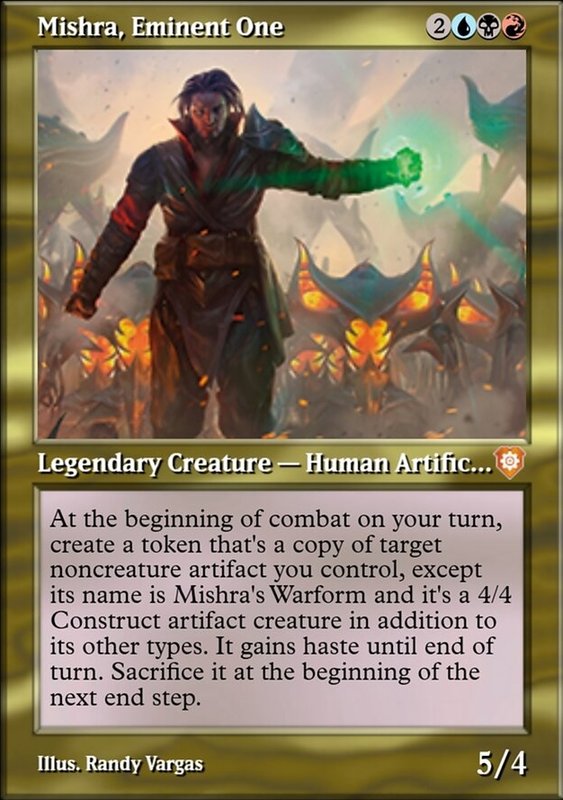 Mishra, Eminent One
2
Legendary Creature — Human Artific...
At the beginning of combat on your turn,
create a token that's a copy of target
noncreature artifact you control, except
its name is Mishra's Warform and it's a 4/4
Construct artifact creature in addition to
its other types. It gains haste until end of
turn. Sacrifice it at the beginning of the
next end step.
Illus. Randy Vargas
5/4